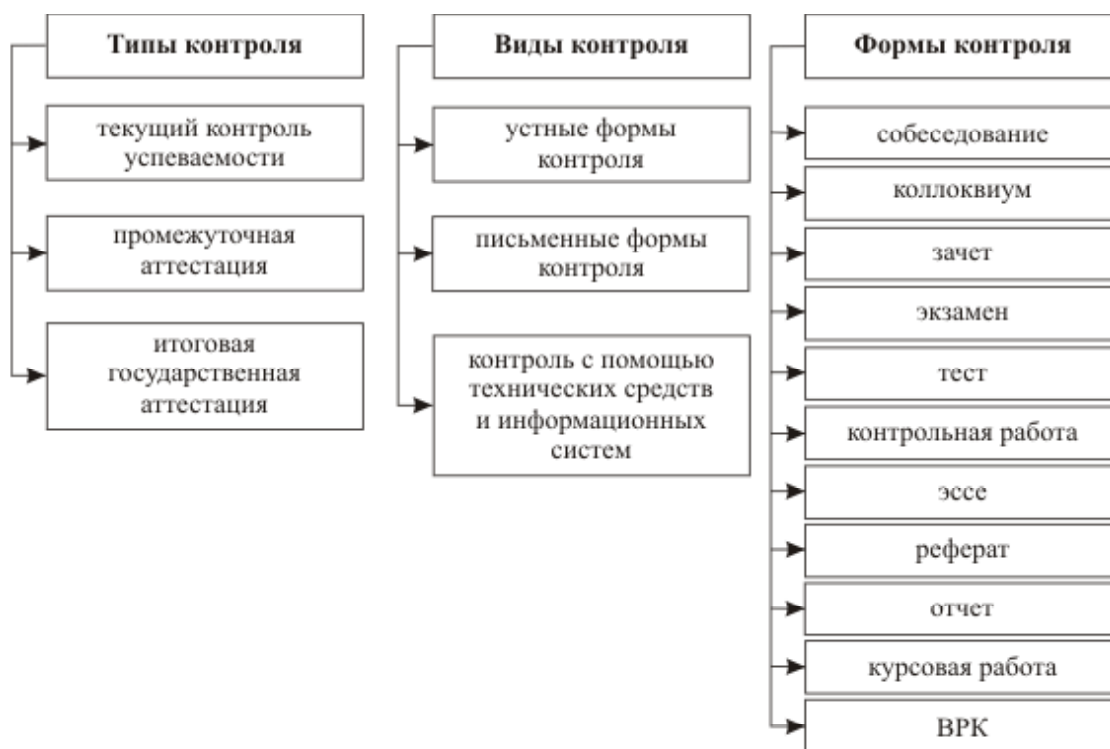 Типы контроля
текущий контроль
успеваемости
промежуточная
аттестация
итоговая
государственная
аттестация
Виды контроля
устные формы
контроля
письменные формы
контроля
контроль с помощью
технических средств
и информационных
систем
Формы контроля
собеседование
коллоквиум
зачет
экзамен
тест
контрольная работа
эссе
реферат
отчет
курсовая работа
ВРК